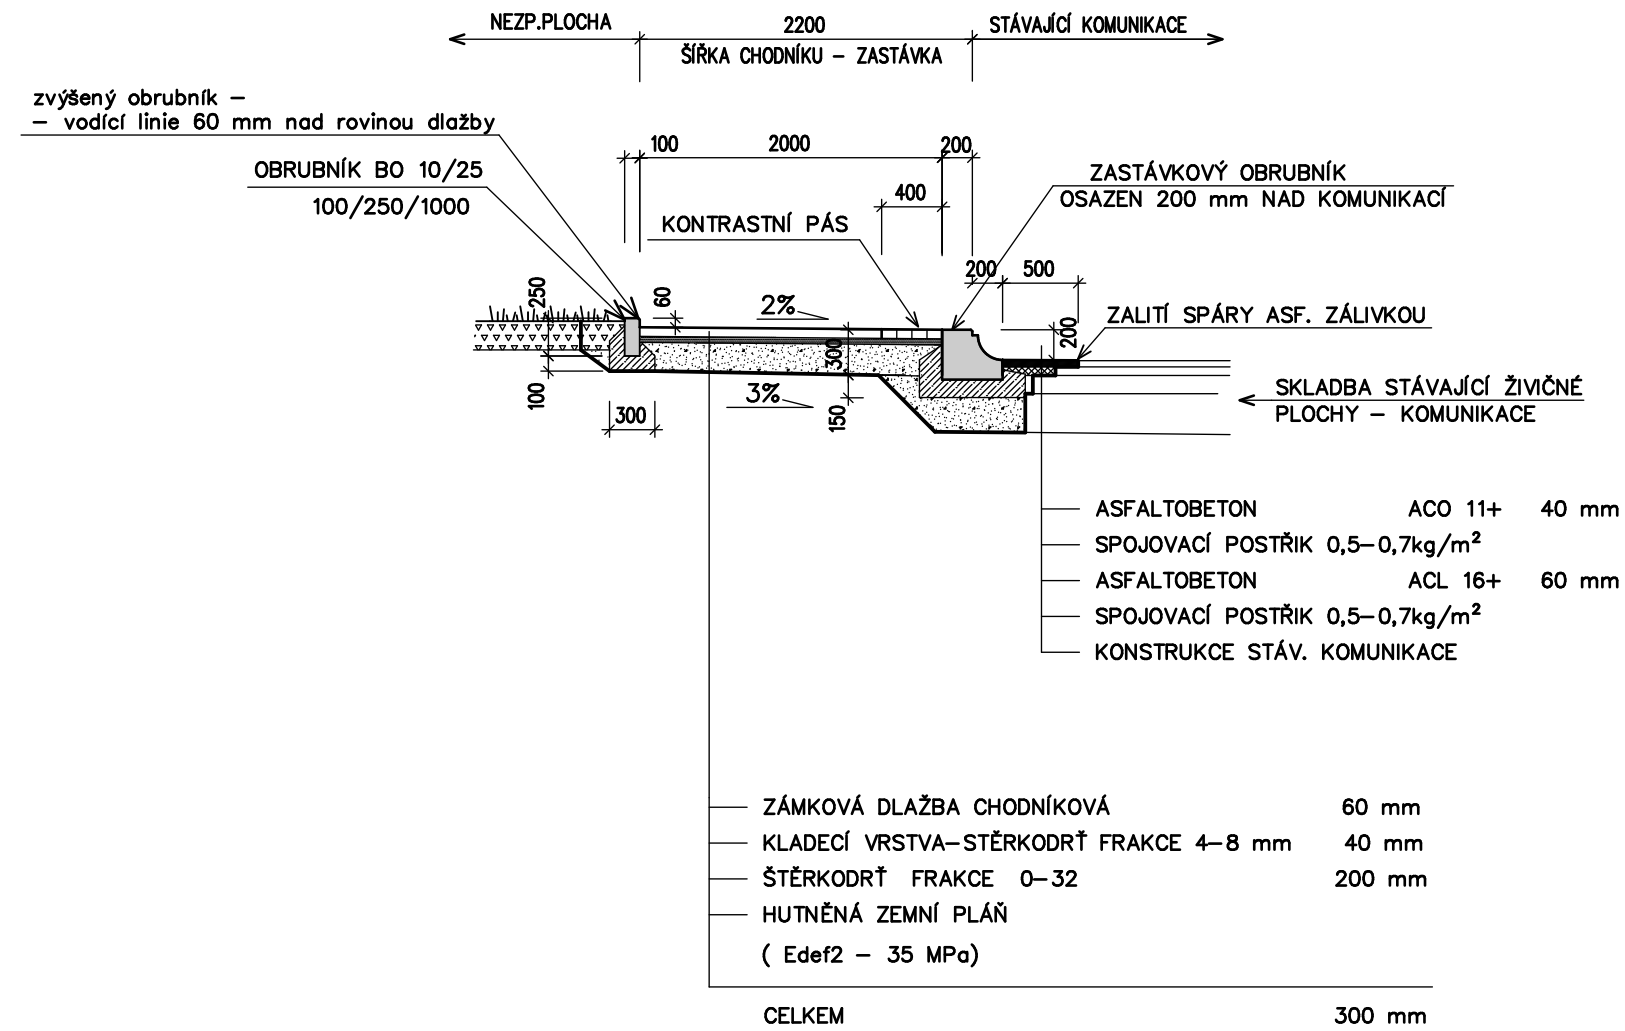 NEZP.PLOCHA
2200
STÁVAJÍCÍ KOMUNIKACE
ŠÍŘKA CHODNÍKU – ZASTÁVKA
zvýšený obrubník –
– vodící linie 60 mm nad rovinou dlažby
OBRUBNÍK BO 10/25
100/250/1000
100
2000
200
400
KONTRASTNÍ PÁS
ZASTÁVKOVÝ OBRUBNÍK
OSAZEN 200 mm NAD KOMUNIKACÍ
200
500
250
60
2%
300
200
ZALITÍ SPÁRY ASF. ZÁLIVKOU
100
300
3%
150
SKLADBA STÁVAJÍCÍ ŽIVIČNÉ
PLOCHY – KOMUNIKACE
ASFALTOBETON ACO 11+ 40 mm
SPOJOVACÍ POSTŘIK 0,5–0,7kg/m²
ASFALTOBETON ACL 16+ 60 mm
SPOJOVACÍ POSTŘIK 0,5–0,7kg/m²
KONSTRUKCE STÁV. KOMUNIKACE
ZÁMKOVÁ DLAŽBA CHODNÍKOVÁ 60 mm
KLADECÍ VRSTVA–STĚRKODRŤ FRAKCE 4–8 mm 40 mm
ŠTĚRKODRŤ FRAKCE 0–32 200 mm
HUTNĚNÁ ZEMNÍ PLÁŇ
( Edef2 – 35 MPa)
CELKEM 300 mm